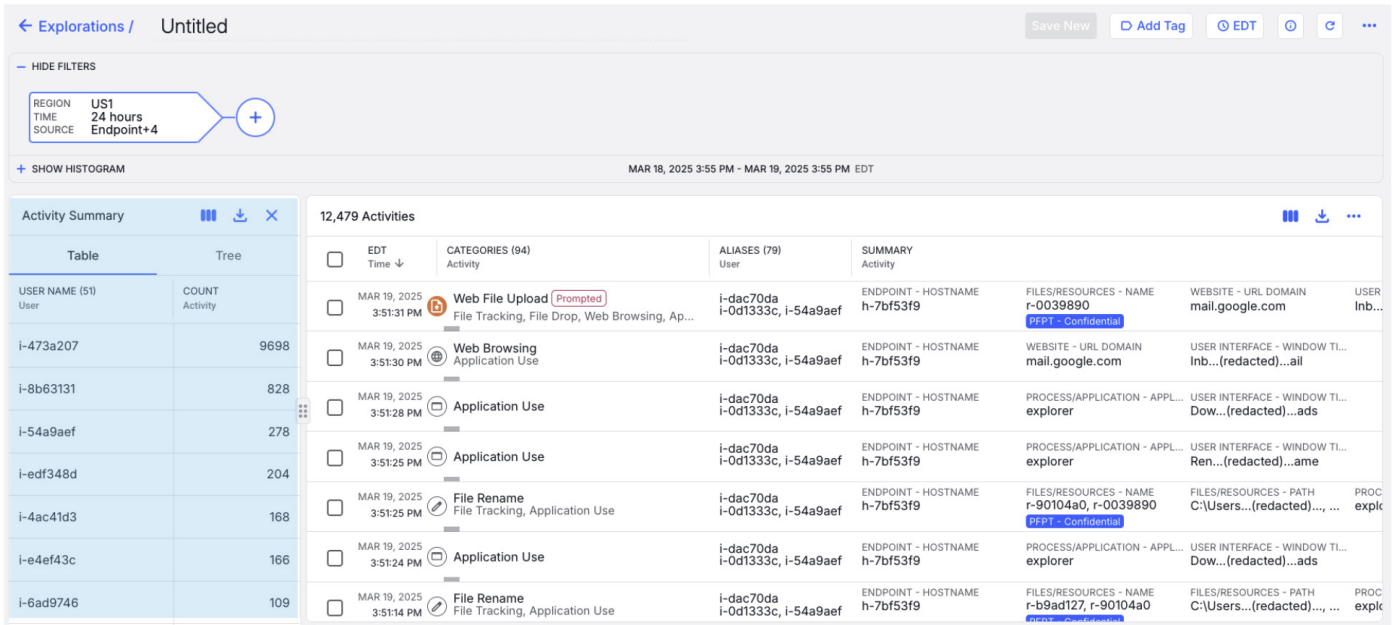 Explorations / Untitled
Save New Add Tag EDT
HIDE FILTERS
REGION US1
TIME 24 hours
SOURCE Endpoint+4
SHOW HISTOGRAM MAR 18, 2025 3:55 PM - MAR 19, 2025 3:55 PM EDT
Activity Summary
Table Tree
USER NAME (51) COUNT
User Activity
i-473a207 9698
i-8b63131 828
i-54a9aef 278
i-edf348d 204
i-4ac41d3 168
i-e4ef43c 166
i-6ad9746 109
12,479 Activities
EDT CATEGORIES (94) ALIASES (79) SUMMARY
Time Activity User Activity
MAR 19, 2025 Web File Upload Prompted i-dac70da ENDPOINT - HOSTNAME FILES/RESOURCES - NAME WEBSITE - URL DOMAIN USER
3:51:31 PM File Tracking, File Drop, Web Browsing, Ap... i-0d1333c, i-54a9aef h-7bf53f9 r-0039890 mail.google.com Inb...
PFPT - Confidential
MAR 19, 2025 Web Browsing i-dac70da ENDPOINT - HOSTNAME WEBSITE - URL DOMAIN USER INTERFACE - WINDOW TI...
3:51:30 PM Application Use i-0d1333c, i-54a9aef h-7bf53f9 mail.google.com Inb...(redacted)...ail
MAR 19, 2025 Application Use i-dac70da ENDPOINT - HOSTNAME PROCESS/APPLICATION - APPL... USER INTERFACE - WINDOW TI...
3:51:28 PM i-0d1333c, i-54a9aef h-7bf53f9 explorer Dow...(redacted)...ads
MAR 19, 2025 Application Use i-dac70da ENDPOINT - HOSTNAME PROCESS/APPLICATION - APPL... USER INTERFACE - WINDOW TI...
3:51:25 PM i-0d1333c, i-54a9aef h-7bf53f9 explorer Ren...(redacted)...ame
MAR 19, 2025 File Rename i-dac70da ENDPOINT - HOSTNAME FILES/RESOURCES - NAME FILES/RESOURCES - PATH PROC
3:51:25 PM File Tracking, Application Use i-0d1333c, i-54a9aef h-7bf53f9 r-90104a0, r-0039890 C:\Users...(redacted)..., ... explo
PFPT - Confidential
MAR 19, 2025 Application Use i-dac70da ENDPOINT - HOSTNAME PROCESS/APPLICATION - APPL... USER INTERFACE - WINDOW TI...
3:51:24 PM i-0d1333c, i-54a9aef h-7bf53f9 explorer Dow...(redacted)...ads
MAR 19, 2025 File Rename i-dac70da ENDPOINT - HOSTNAME FILES/RESOURCES - NAME FILES/RESOURCES - PATH PROC
3:51:14 PM File Tracking, Application Use i-0d1333c, i-54a9aef h-7bf53f9 r-b9ad127, r-90104a0 C:\Users...(redacted)..., ... explo
PFPT - Confidential